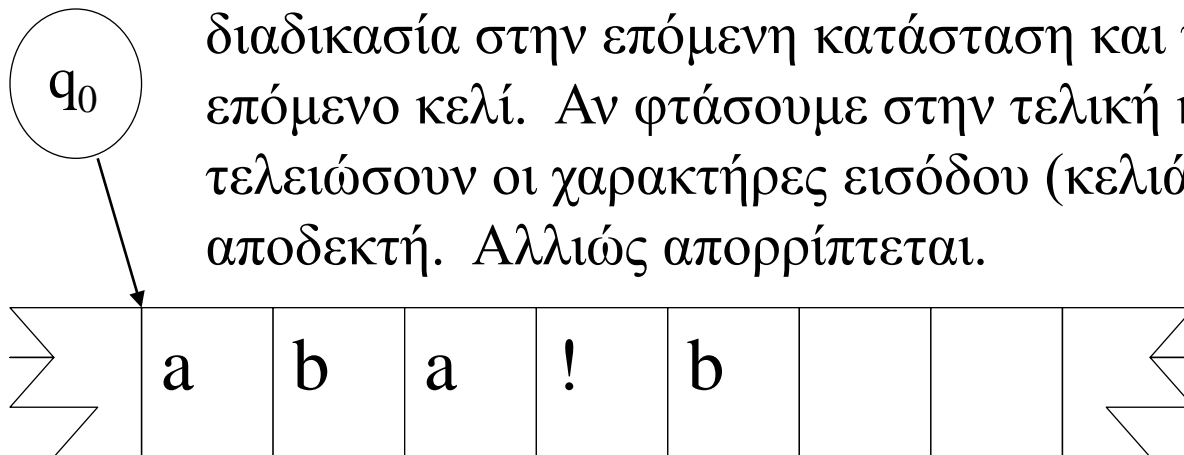 q0
διαδικασία στην επόμενη κατάσταση και
επόμενο κελί. Αν φτάσουμε στην τελική
τελειώσουν οι χαρακτήρες εισόδου (κελιά
αποδεκτή. Αλλιώς απορρίπτεται.
a b a ! b